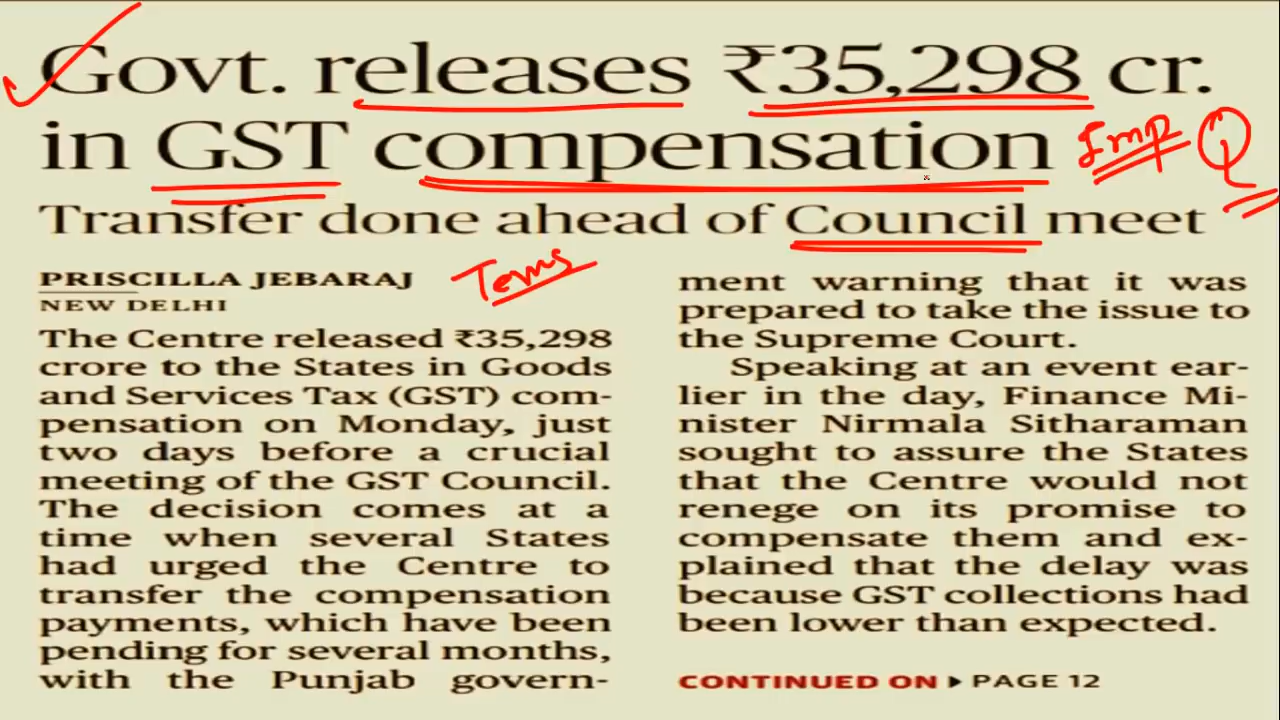 Govt. releases ₹35,298 cr.
in GST compensation
Imp Q
Transfer done ahead of Council meet
Terms
PRISCILLA JEBARAJ
NEW DELHI
The Centre released ₹35,298
crore to the States in Goods
and Services Tax (GST) com-
pensation on Monday, just
two days before a crucial
meeting of the GST Council.
The decision comes at a
time when several States
had urged the Centre to
transfer the compensation
payments, which have been
pending for several months,
with the Punjab govern-
ment warning that it was
prepared to take the issue to
the Supreme Court.
Speaking at an event ear-
lier in the day, Finance Mi-
nister Nirmala Sitharaman
sought to assure the States
that the Centre would not
renege on its promise to
compensate them and ex-
plained that the delay was
because GST collections had
been lower than expected.
CONTINUED ON ▸ PAGE 12